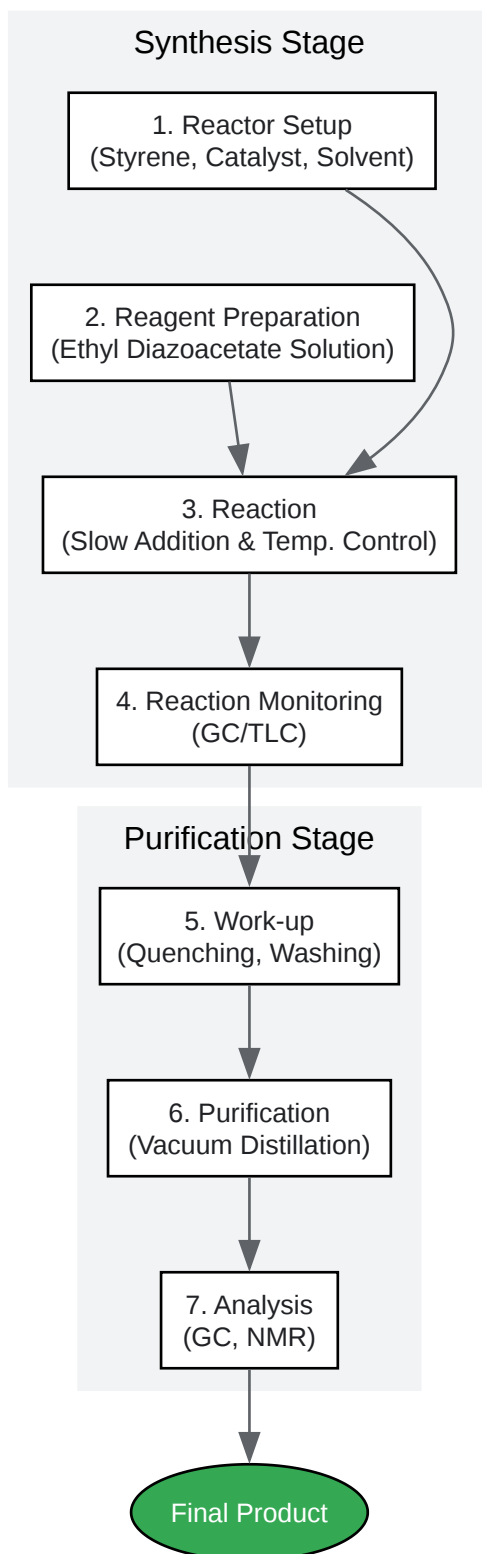 Synthesis Stage
1. Reactor Setup
(Styrene, Catalyst, Solvent)
2. Reagent Preparation
(Ethyl Diazoacetate Solution)
3. Reaction
(Slow Addition & Temp. Control)
4. Reaction Monitoring
(GC/TLC)
Purification Stage
5. Work-up
(Quenching, Washing)
6. Purification
(Vacuum Distillation)
7. Analysis
(GC, NMR)
Final Product